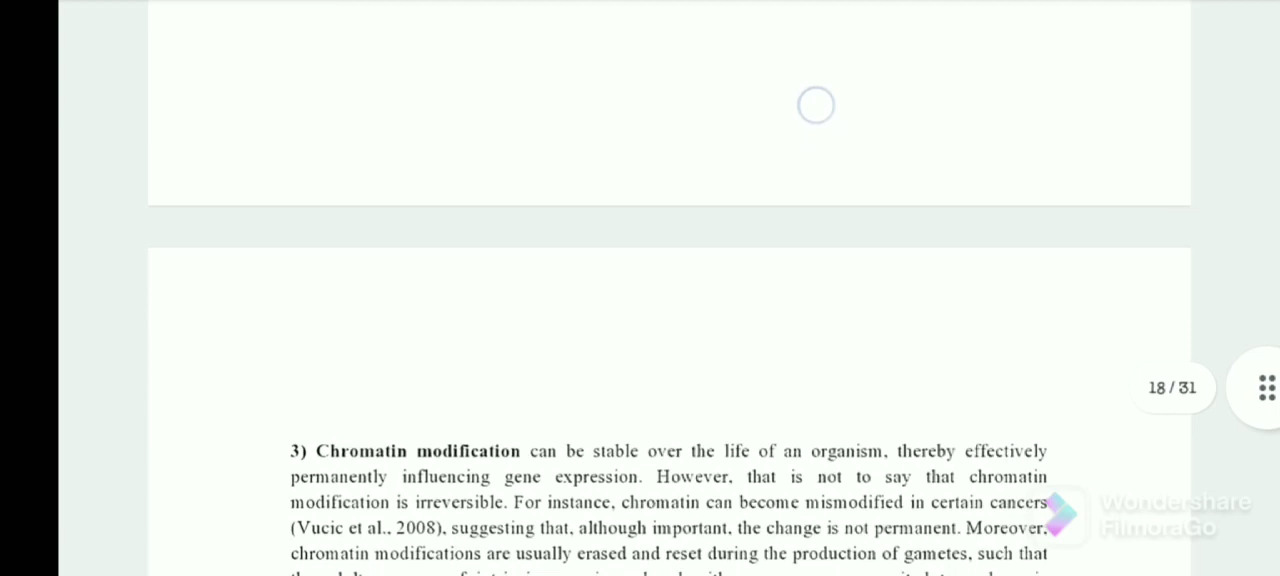 18 / 31
3) Chromatin modification can be stable over the life of an organism, thereby effectively
permanently influencing gene expression. However, that is not to say that chromatin
modification is irreversible. For instance, chromatin can become mismodified in certain cancers
(Vucic et al., 2008), suggesting that, although important, the change is not permanent. Moreover,
chromatin modifications are usually erased and reset during the production of gametes, such that
Wondershare
FilmoraGo